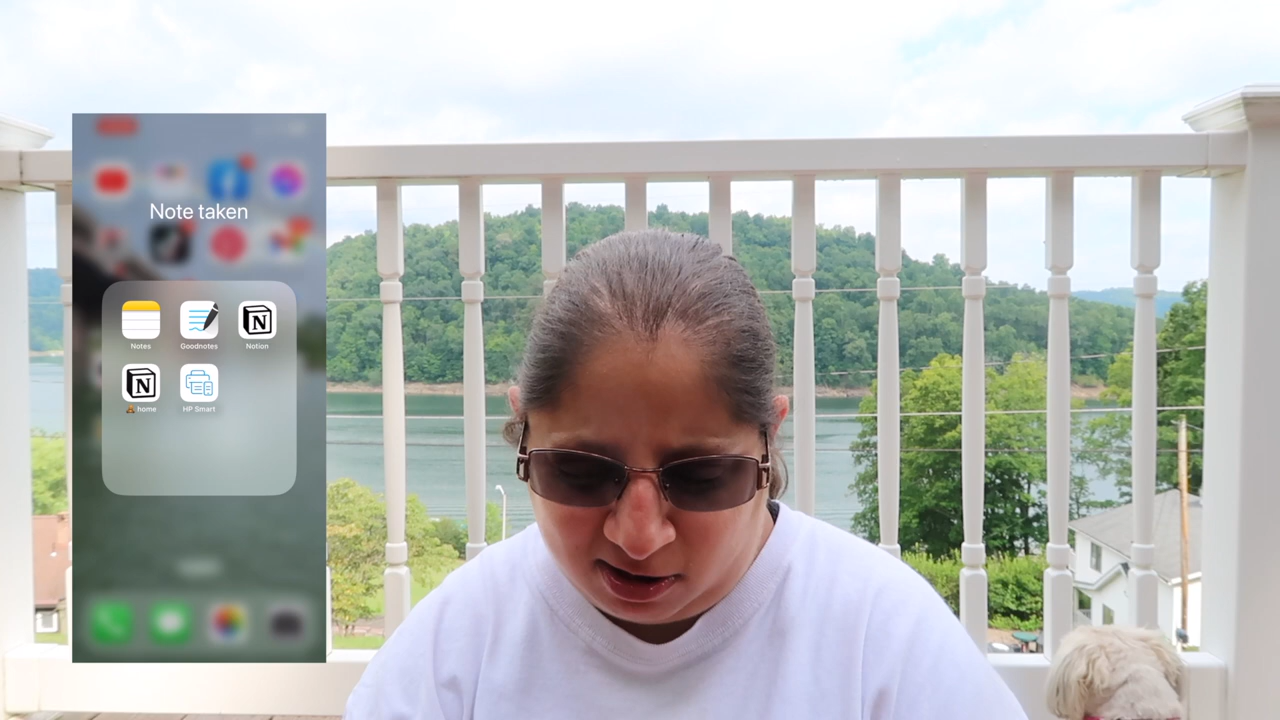 Note taken
Notes
Goodnotes
Notion
🙈 home
HP Smart